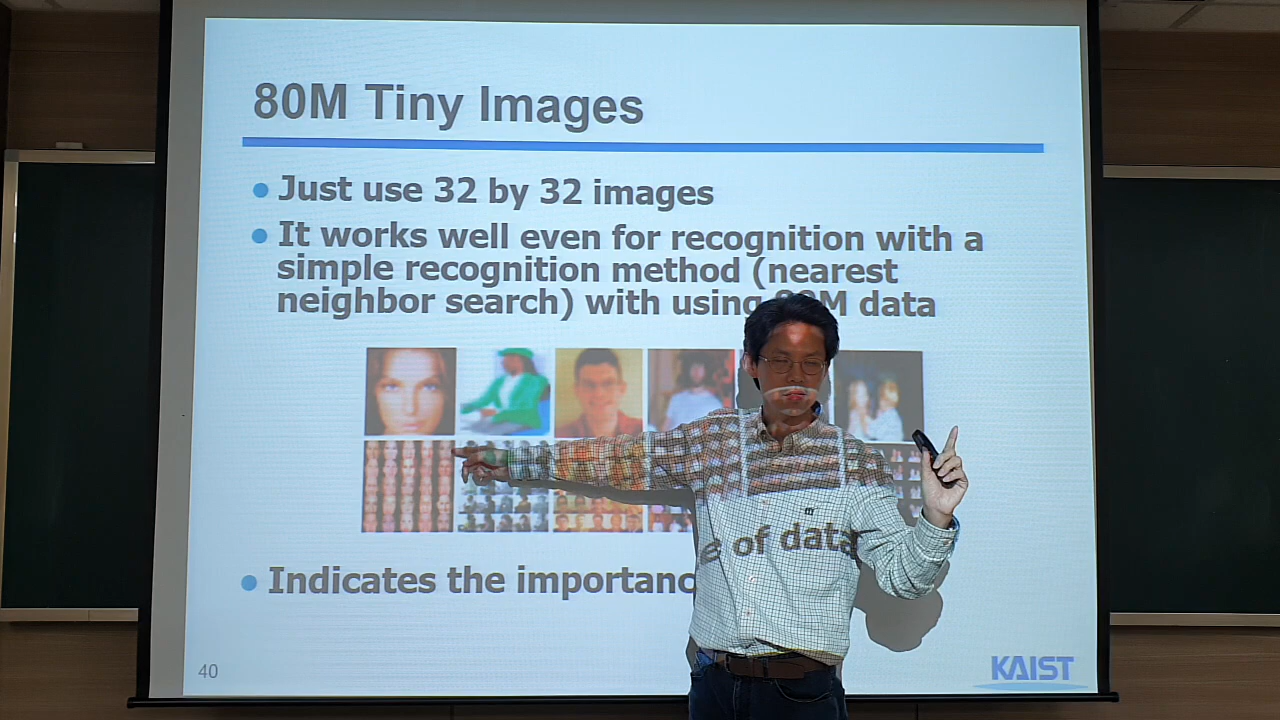 80M Tiny Images
Just use 32 by 32 images
It works well even for recognition with a
simple recognition method (nearest
neighbor search) with using 80M data
Indicates the importance of data
40
KAIST